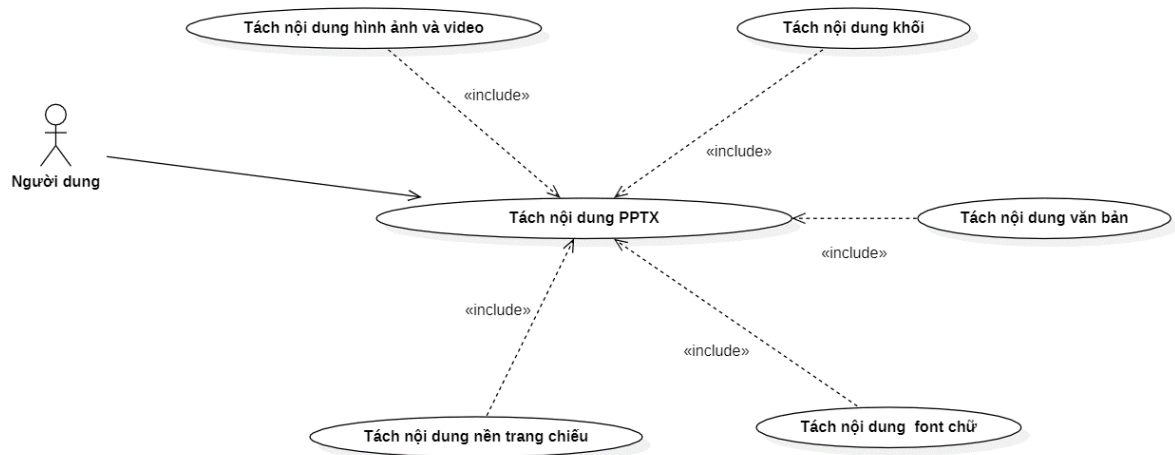 Tách nội dung hình ảnh và video
Tách nội dung khối
«include»
«include»
Người dung
Tách nội dung PPTX
Tách nội dung văn bản
«include»
«include»
«include»
Tách nội dung nền trang chiếu
Tách nội dung  font chữ